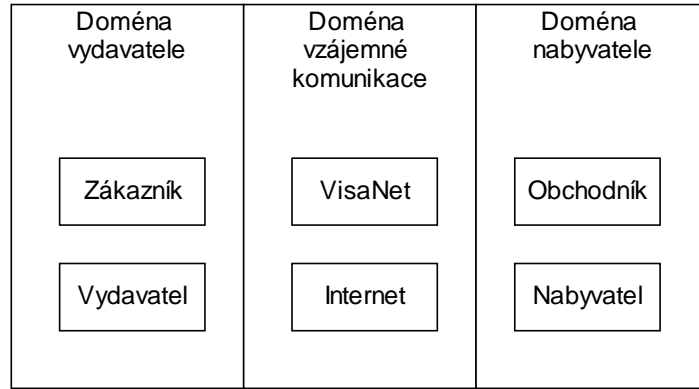 Doména
vydavatele
Doména
vzájemné
komunikace
Doména
nabyvatele
Zákazník
VisaNet
Obchodník
Vydavatel
Internet
Nabyvatel